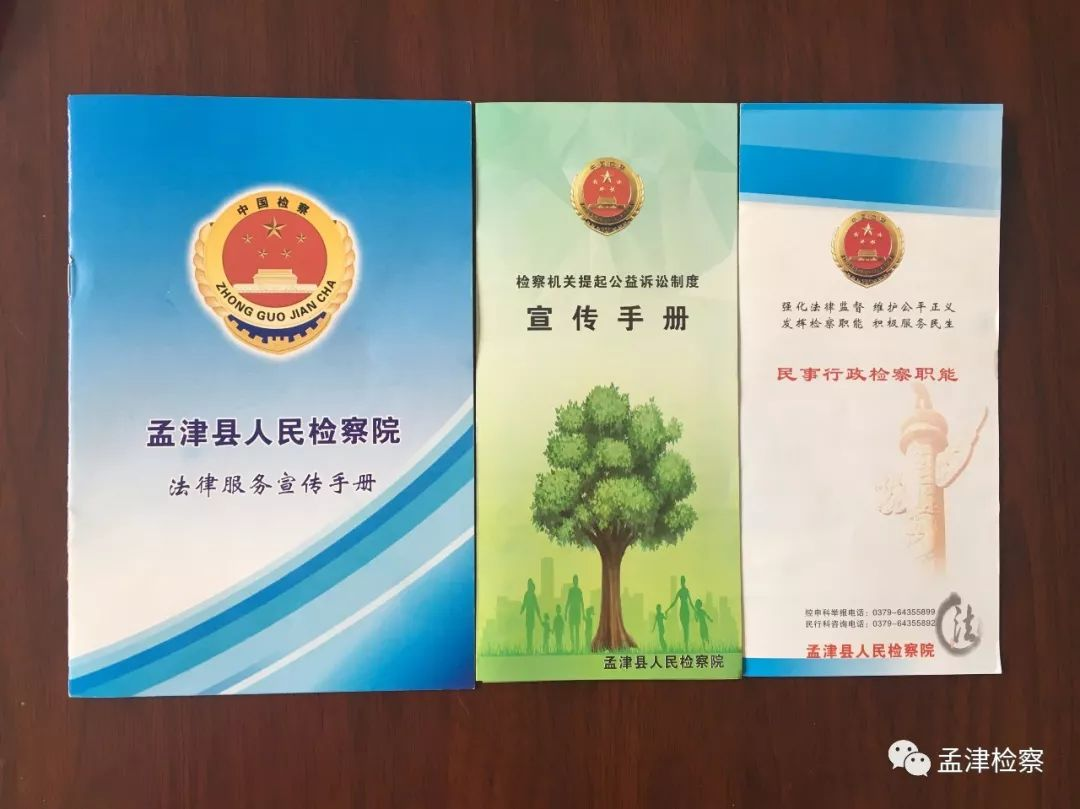 中国检察
ZHONG GUO JIAN CHA
孟津县人民检察院
法律服务宣传手册
检察机关提起公益诉讼制度
宣传手册
孟津县人民检察院
强化法律监督 维护公平正义
发挥检察职能 积极服务民生
民事行政检察职能
控申科举报电话：0379-64355899
民行科咨询电话：0379-64355892
法
孟津县人民检察院
孟津检察